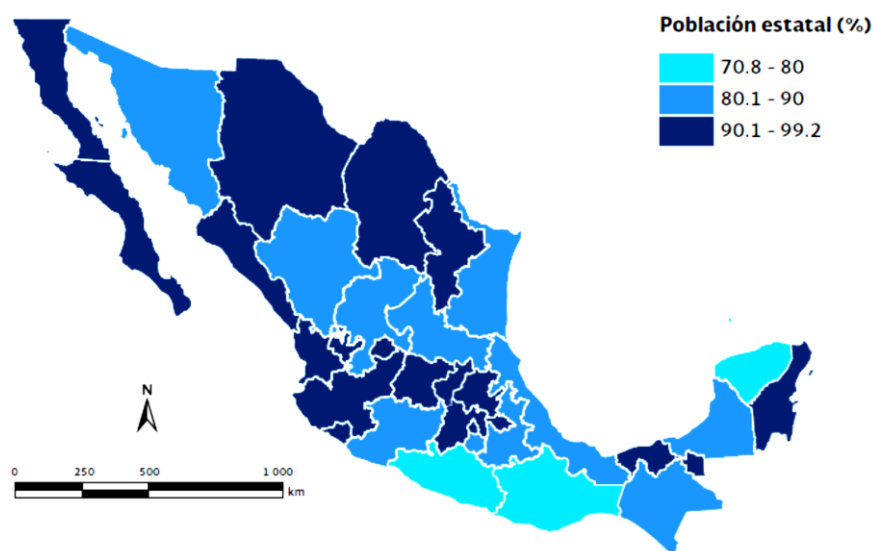 Población estatal (%)
70.8 - 80
80.1 - 90
90.1 - 99.2
N
0 250 500 1 000
km